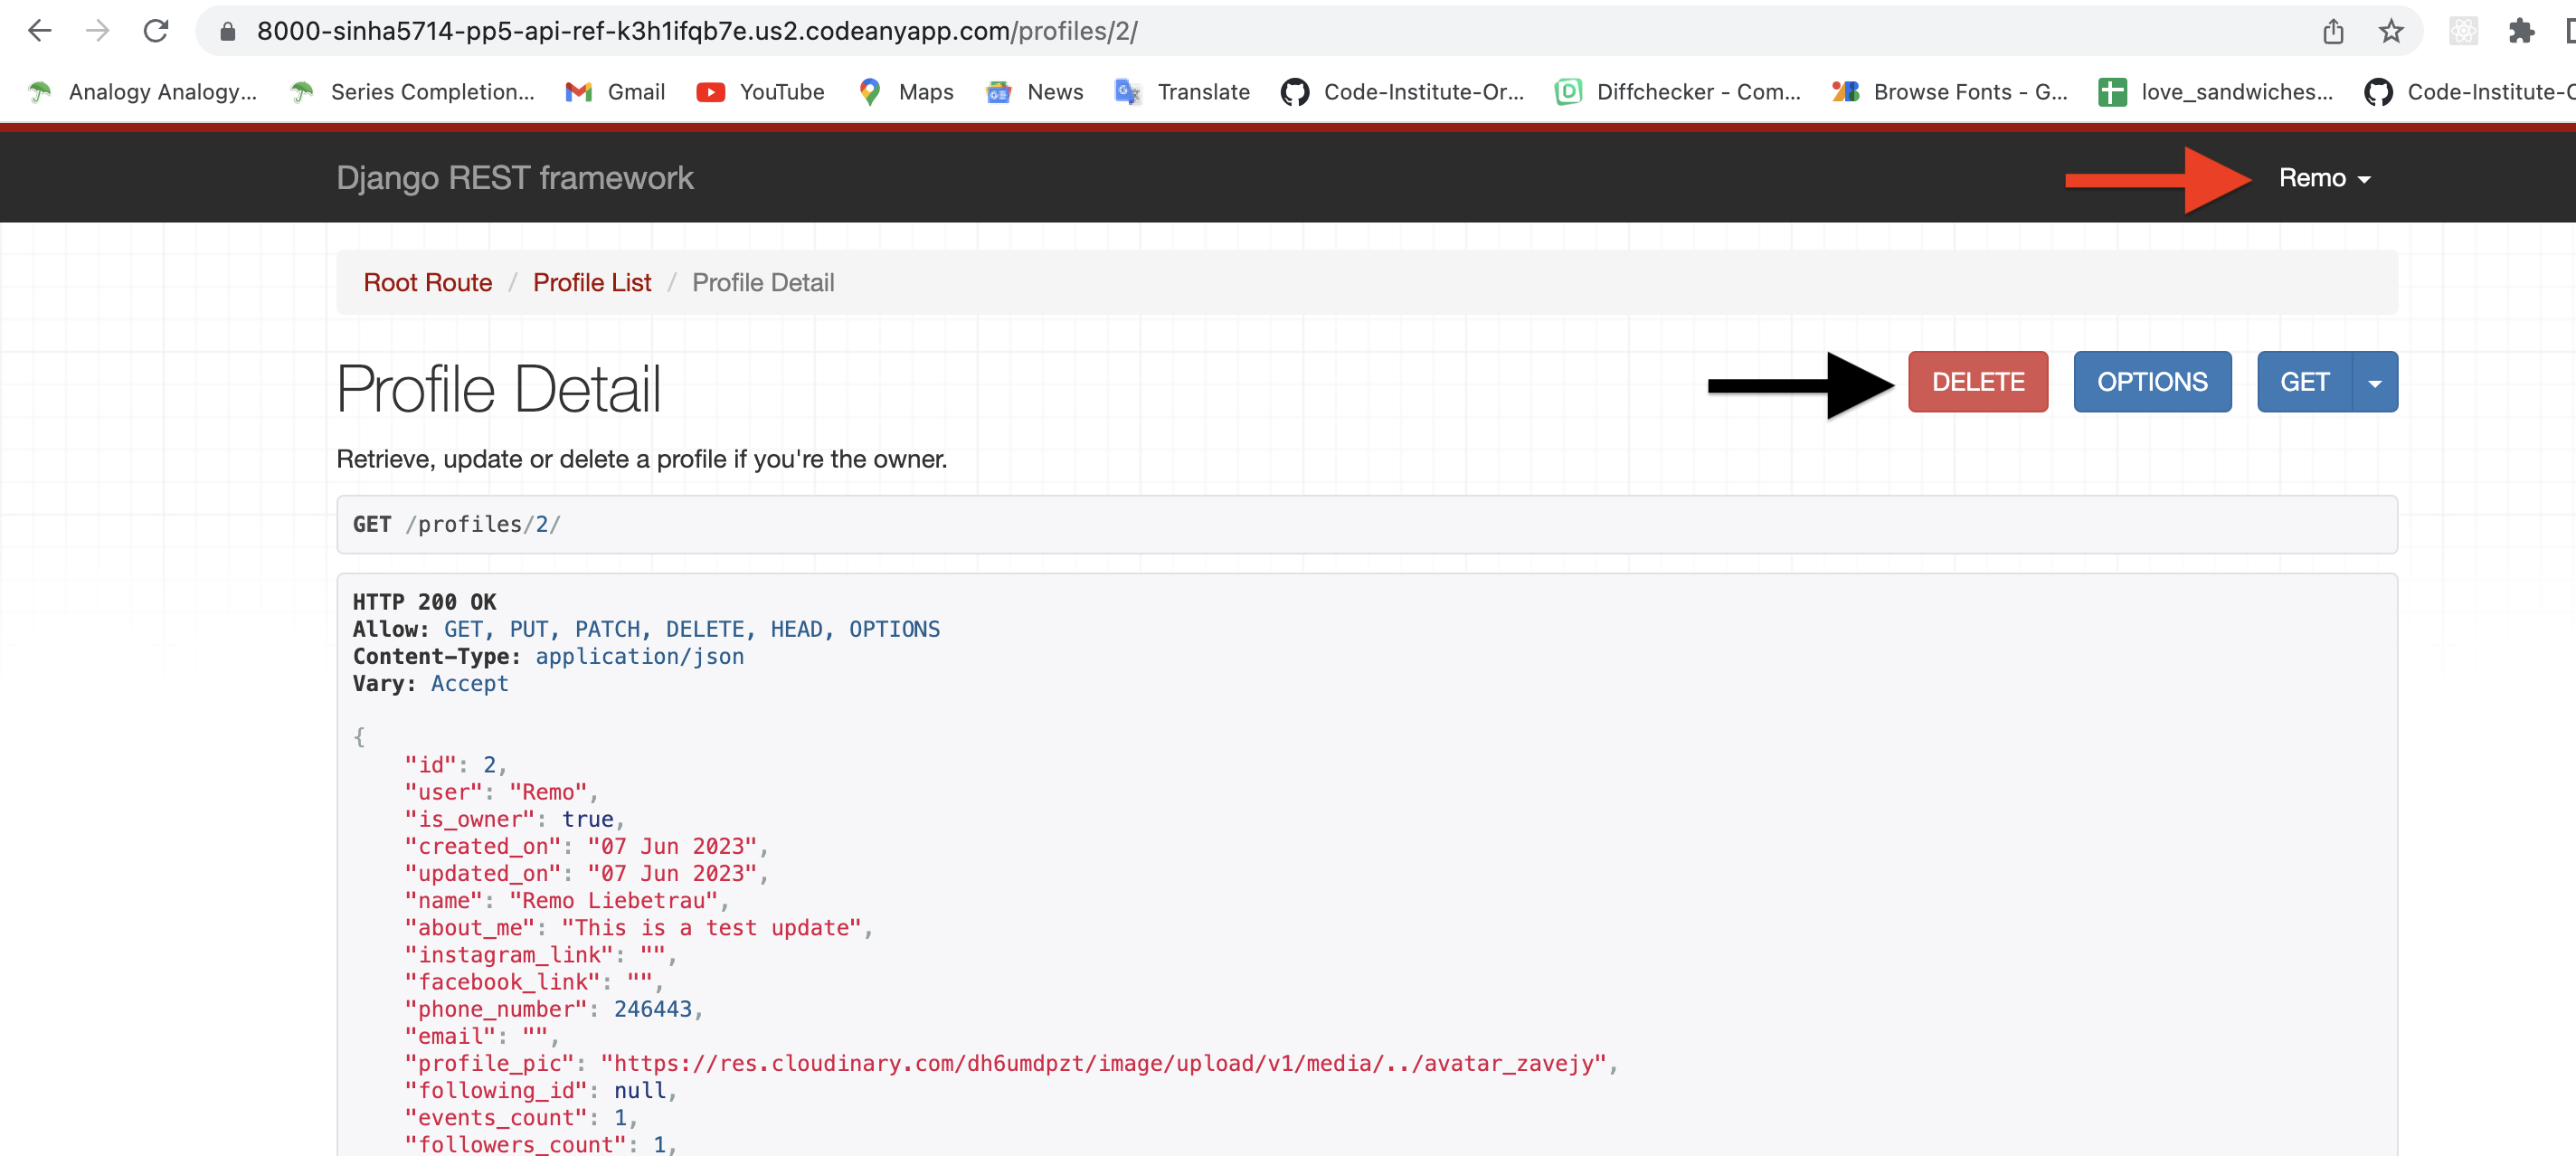 8000-sinha5714-pp5-api-ref-k3h1ifqb7e.us2.codeanyapp.com/profiles/2/
Analogy Analogy... Series Completion... Gmail YouTube Maps News Translate Code-Institute-Or... Diffchecker - Com... Browse Fonts - G... love_sandwiches... Code-Institute-O
Django REST framework Remo
Root Route / Profile List / Profile Detail
Profile Detail DELETE OPTIONS GET
Retrieve, update or delete a profile if you're the owner.
GET /profiles/2/
HTTP 200 OK
Allow: GET, PUT, PATCH, DELETE, HEAD, OPTIONS
Content-Type: application/json
Vary: Accept
{
"id": 2,
"user": "Remo",
"is_owner": true,
"created_on": "07 Jun 2023",
"updated_on": "07 Jun 2023",
"name": "Remo Liebetrau",
"about_me": "This is a test update",
"instagram_link": "",
"facebook_link": "",
"phone_number": 246443,
"email": "",
"profile_pic": "https://res.cloudinary.com/dh6umdpzt/image/upload/v1/media/../avatar_zavejy",
"following_id": null,
"events_count": 1,
"followers_count": 1,